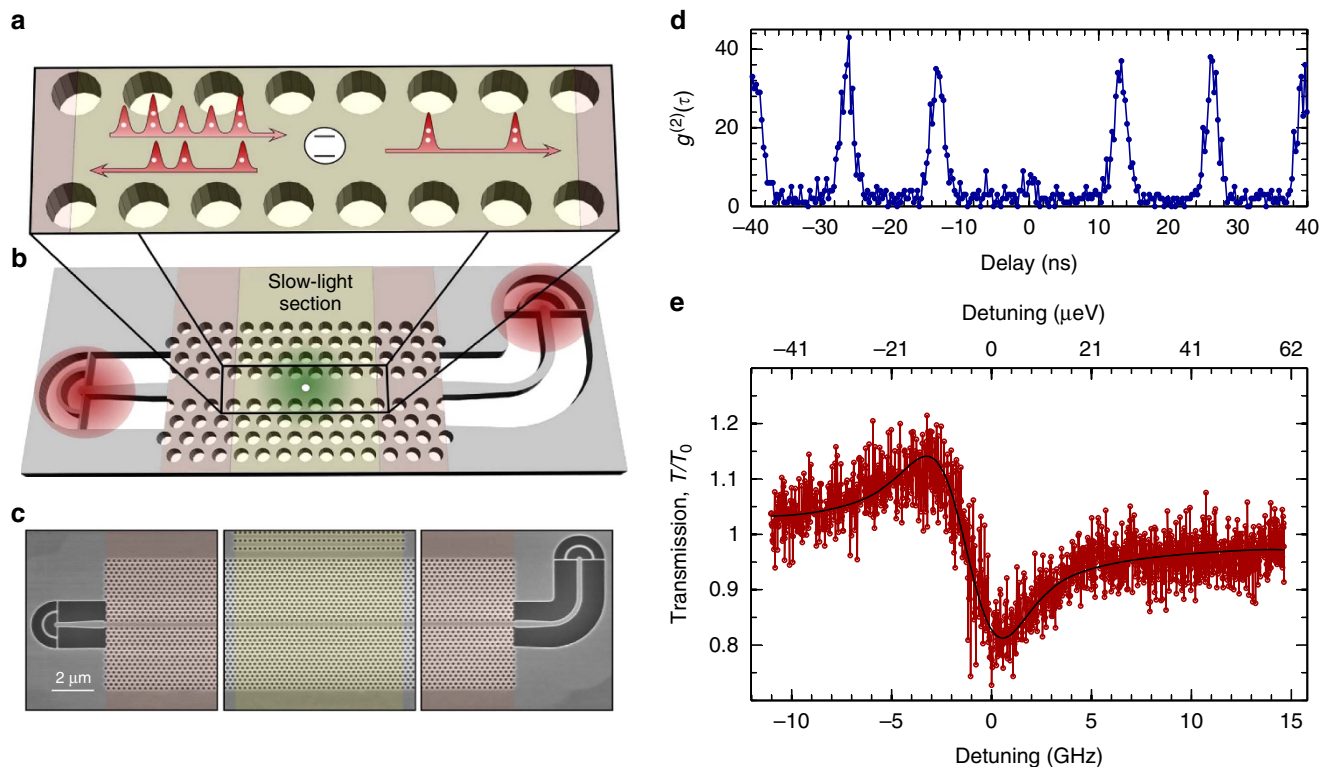 a
b
Slow-light
section
c
2 μm
d
g(2)(τ)
40
20
0
−40 −30 −20 −10 0 10 20 30 40
Delay (ns)
e
Detuning (μeV)
−41 −21 0 21 41 62
Transmission, T/T0
1.2
1.1
1
0.9
0.8
−10 −5 0 5 10 15
Detuning (GHz)